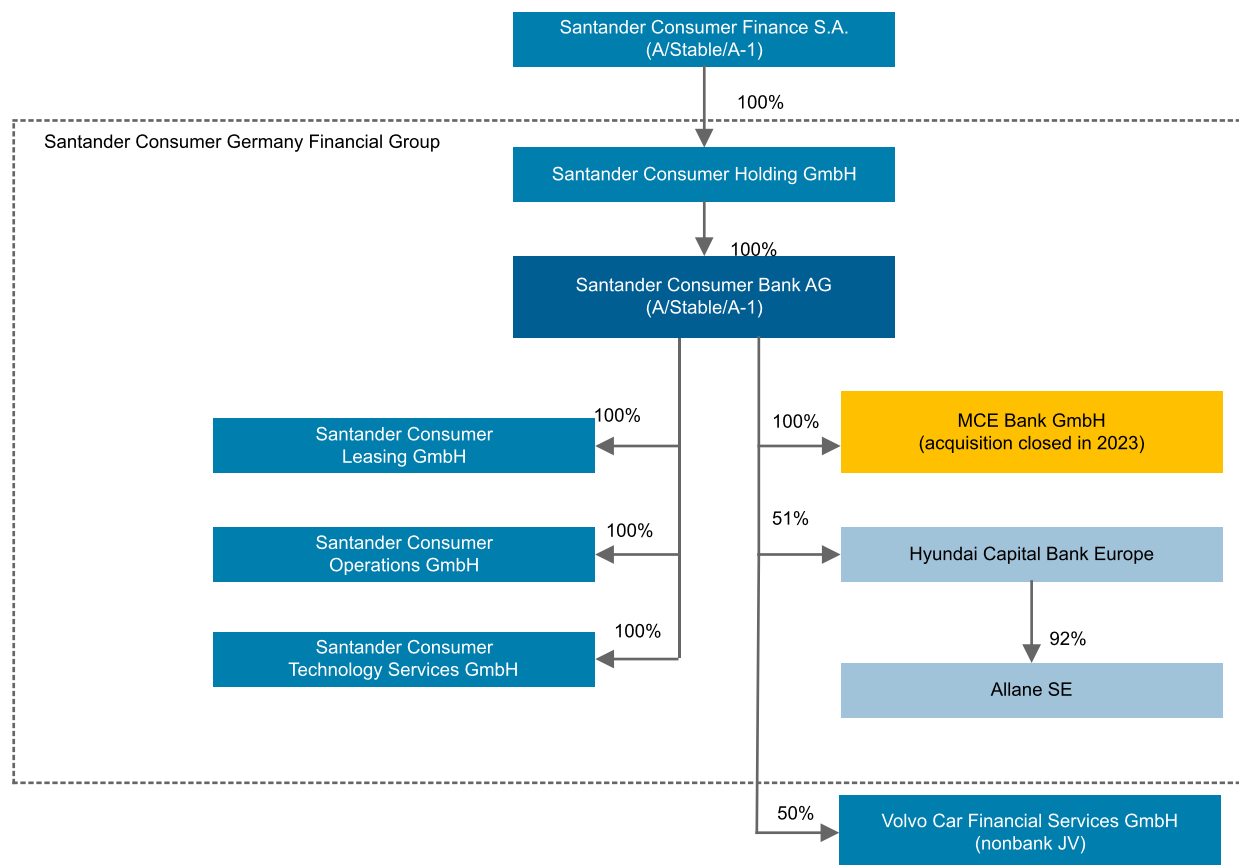 Santander Consumer Finance S.A.
(A/Stable/A-1)
100%
Santander Consumer Germany Financial Group
Santander Consumer Holding GmbH
100%
Santander Consumer Bank AG
(A/Stable/A-1)
100%
Santander Consumer
Leasing GmbH
100%
MCE Bank GmbH
(acquisition closed in 2023)
100%
Santander Consumer
Operations GmbH
51%
Hyundai Capital Bank Europe
100%
Santander Consumer
Technology Services GmbH
92%
Allane SE
50%
Volvo Car Financial Services GmbH
(nonbank JV)